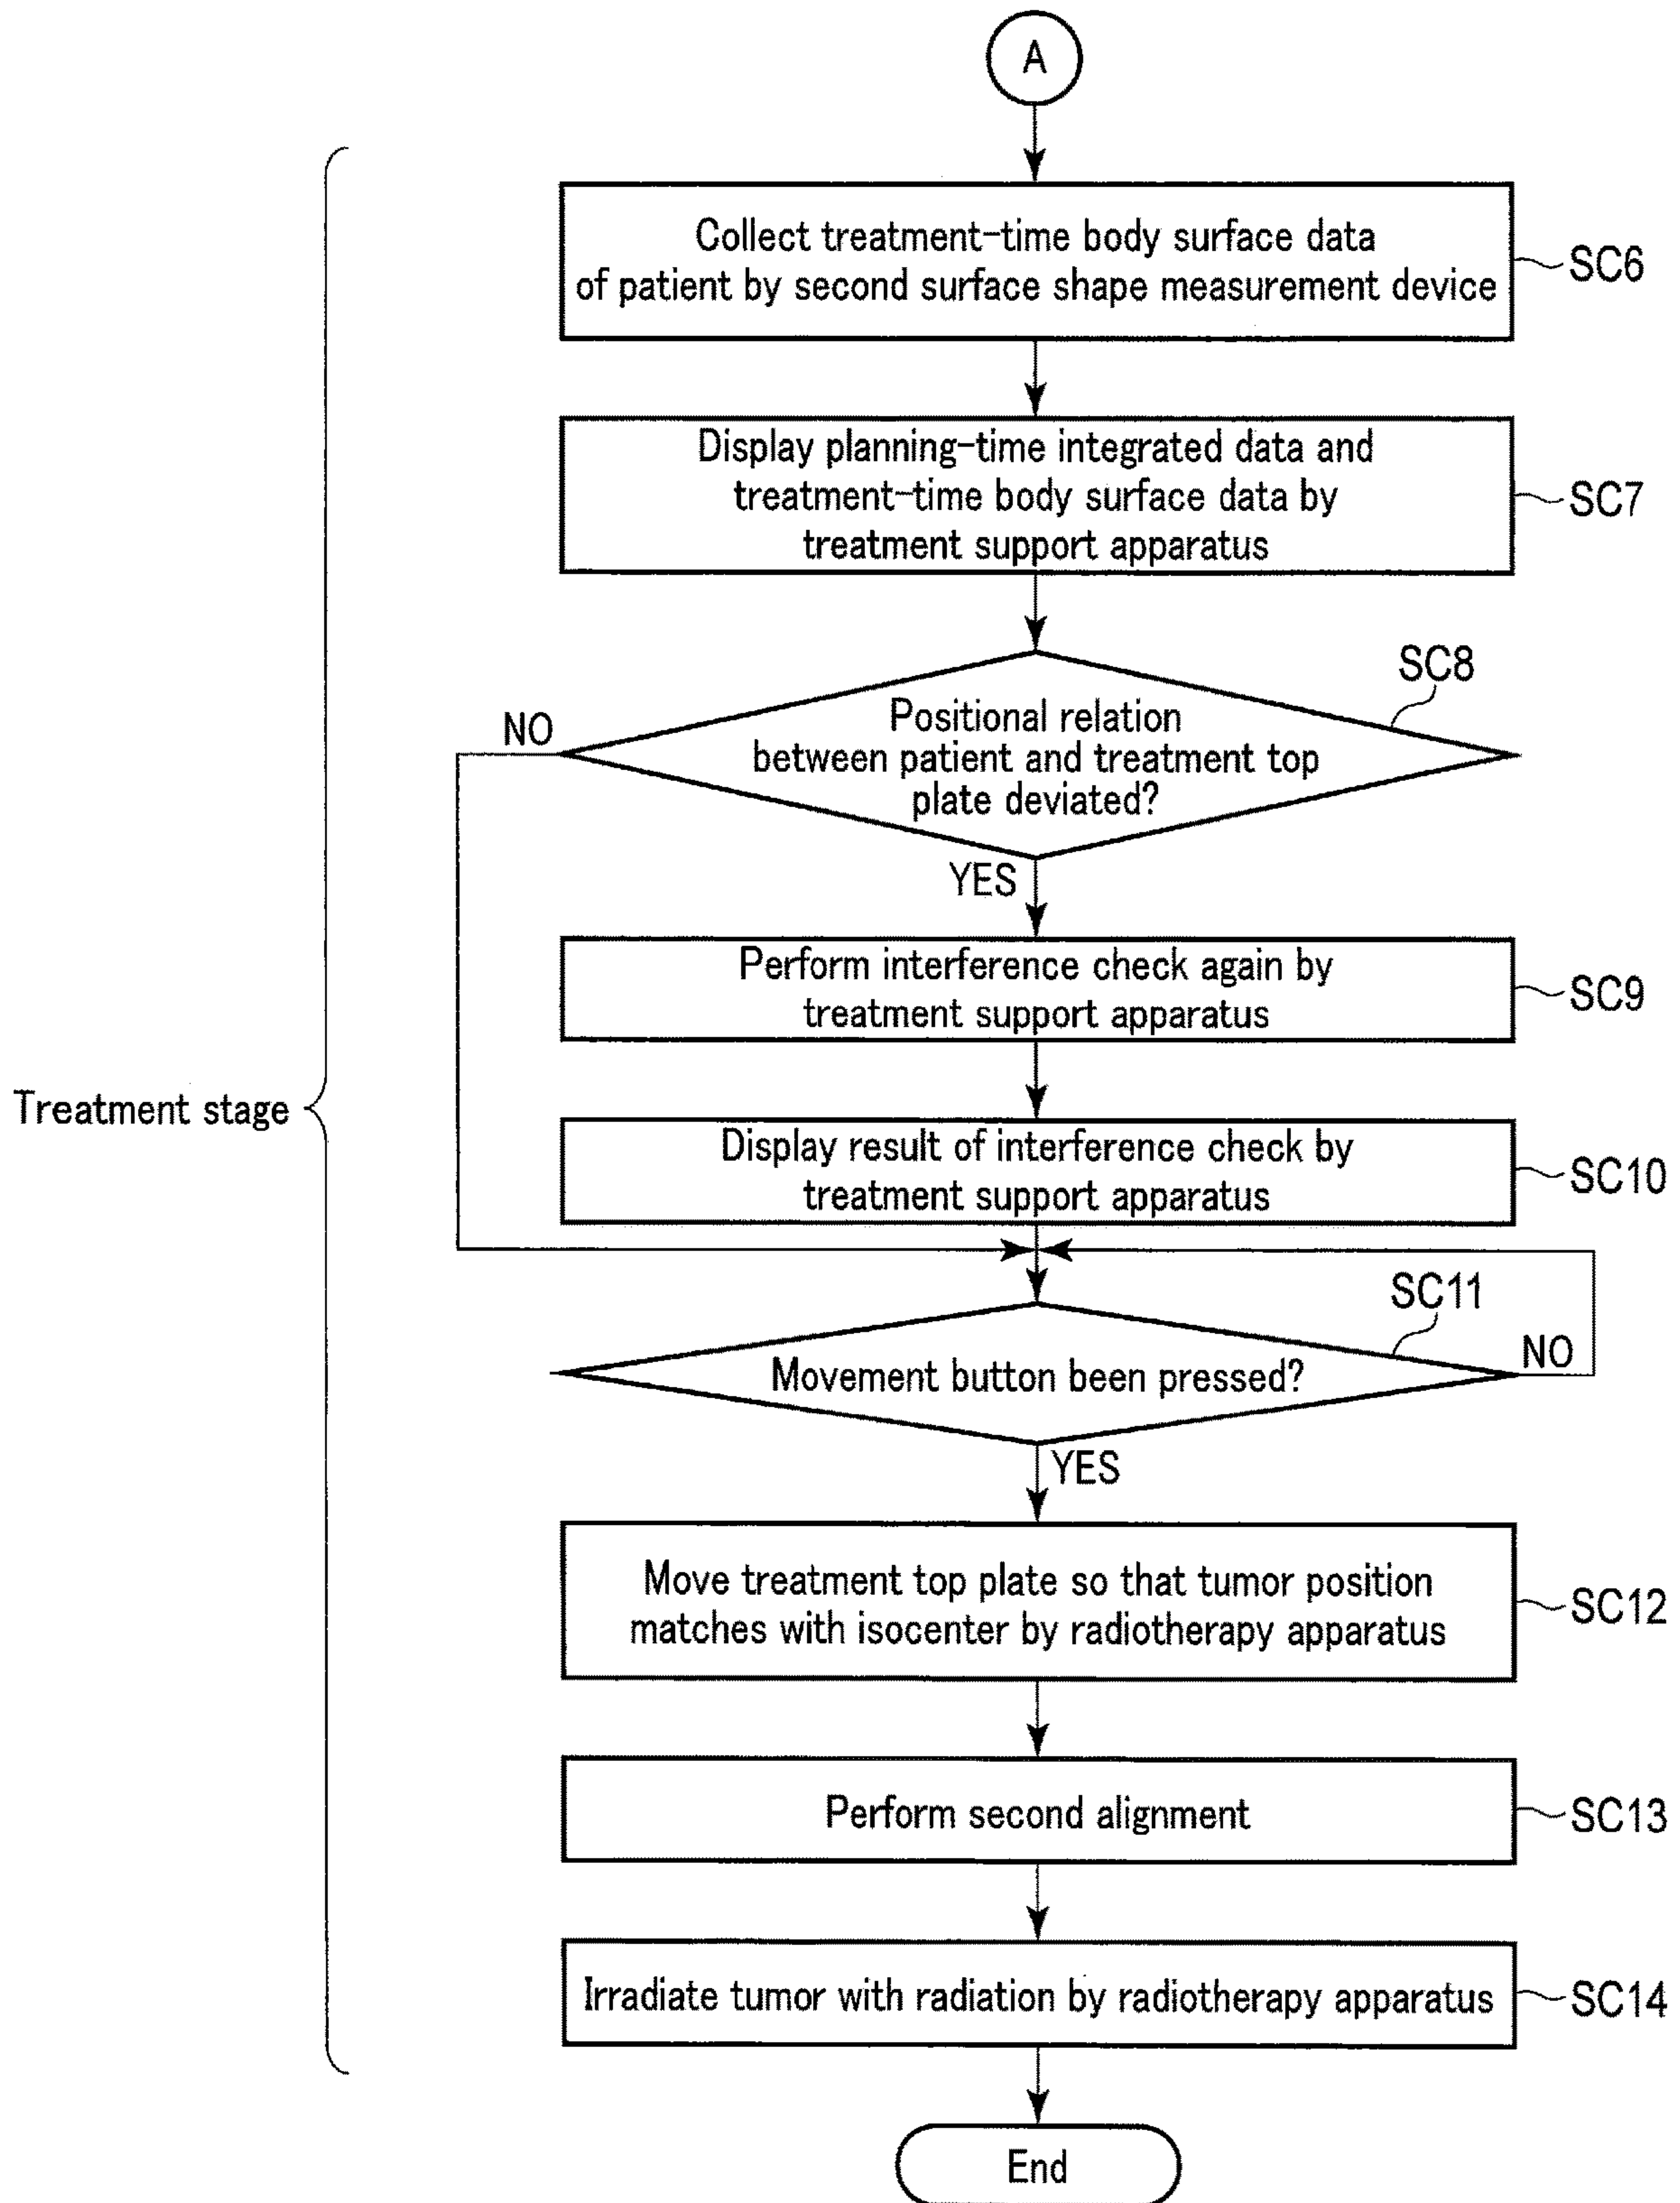 A
Collect treatment-time body surface data
of patient by second surface shape measurement device
SC6
Display planning-time integrated data and
treatment-time body surface data by
treatment support apparatus
SC7
SC8
Positional relation
between patient and treatment top
plate deviated?
NO
YES
Perform interference check again by
treatment support apparatus
SC9
Treatment stage
Display result of interference check by
treatment support apparatus
SC10
SC11
Movement button been pressed?
NO
YES
Move treatment top plate so that tumor position
matches with isocenter by radiotherapy apparatus
SC12
Perform second alignment
SC13
Irradiate tumor with radiation by radiotherapy apparatus
SC14
End